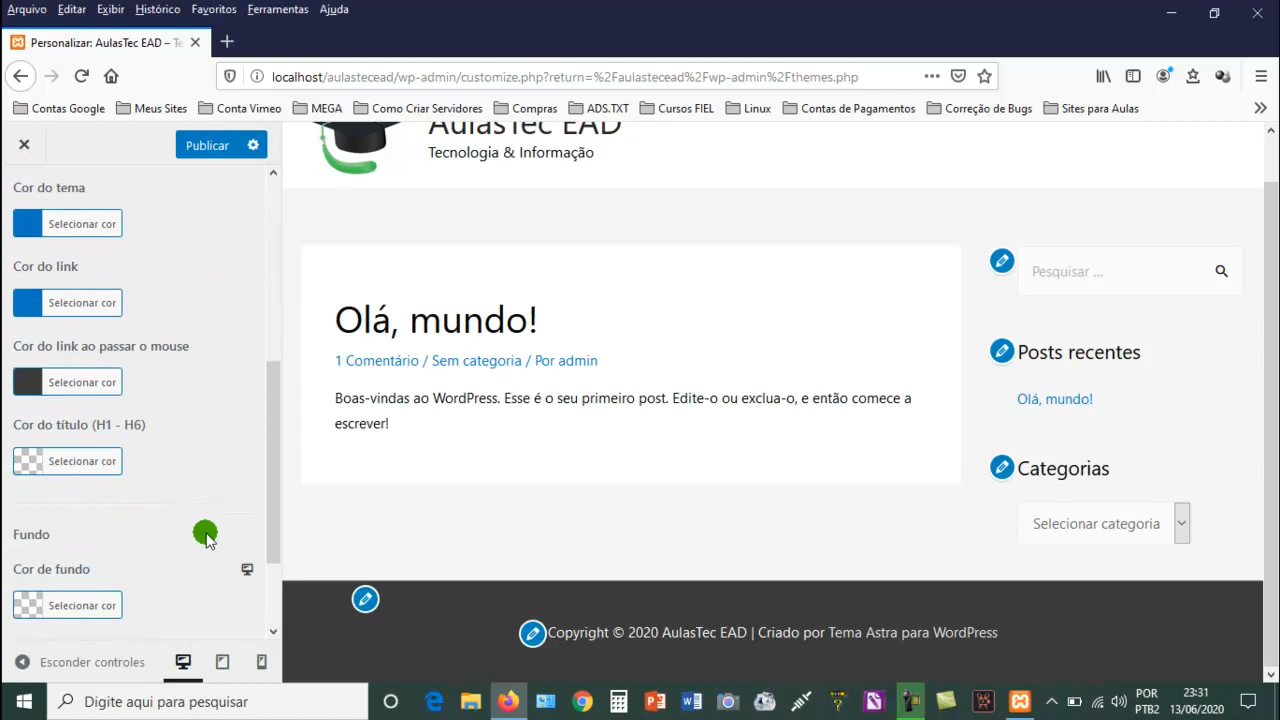 Arquivo Editar Exibir Histórico Favoritos Ferramentas Ajuda
Personalizar: AulasTec EAD – Te
localhost/aulastecead/wp-admin/customize.php?return=%2Faulastecead%2Fwp-admin%2Fthemes.php
Contas Google Meus Sites Conta Vimeo MEGA Como Criar Servidores Compras ADS.TXT Cursos FIEL Linux Contas de Pagamentos Correção de Bugs Sites para Aulas
Publicar
AulasTec EAD
Tecnologia & Informação
Cor do tema
Selecionar cor
Cor do link
Selecionar cor
Cor do link ao passar o mouse
Selecionar cor
Cor do título (H1 - H6)
Selecionar cor
Fundo
Cor de fundo
Selecionar cor
Esconder controles
Olá, mundo!
1 Comentário / Sem categoria / Por admin
Boas-vindas ao WordPress. Esse é o seu primeiro post. Edite-o ou exclua-o, e então comece a
escrever!
Pesquisar ...
Posts recentes
Olá, mundo!
Categorias
Selecionar categoria
Copyright © 2020 AulasTec EAD | Criado por Tema Astra para WordPress
Digite aqui para pesquisar
POR
PTB2
23:31
13/06/2020